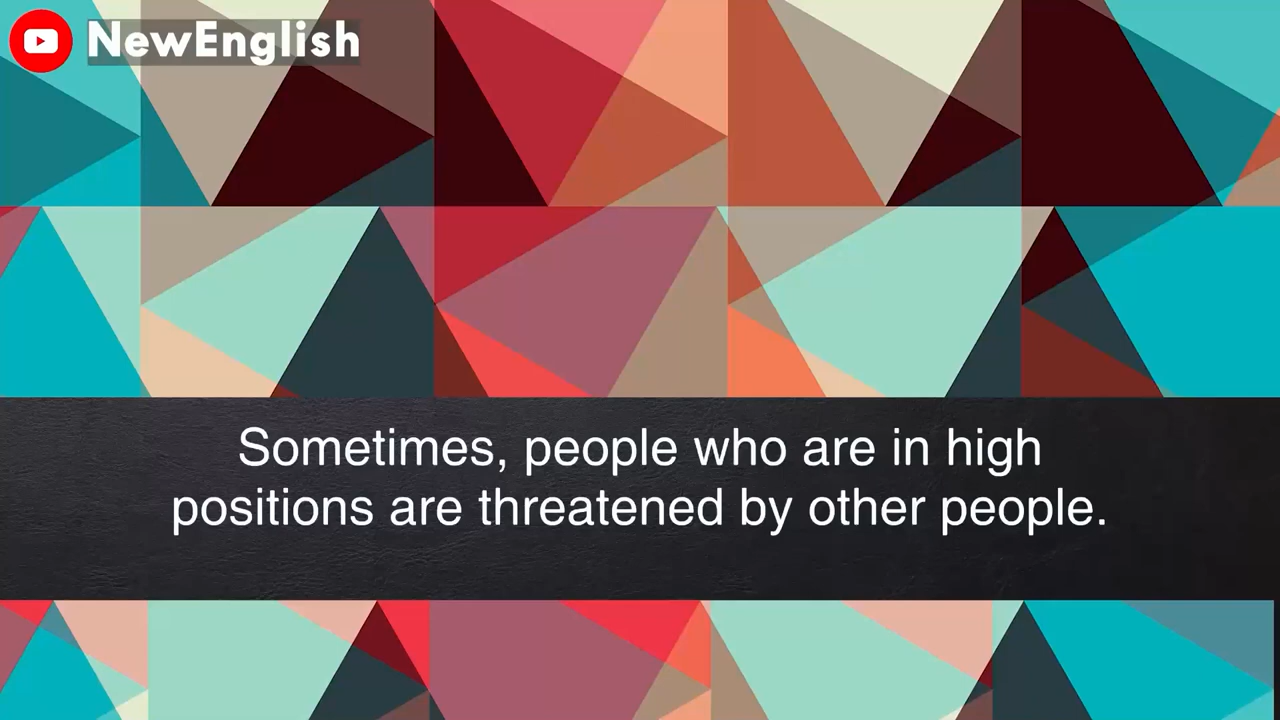 NewEnglish
Sometimes, people who are in high
positions are threatened by other people.